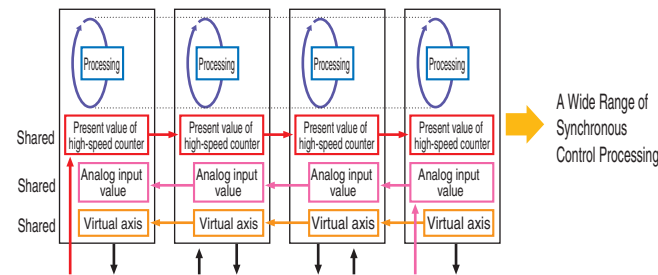 Processing
Processing
Processing
Processing
Shared
Present value of
high-speed counter
Present value of
high-speed counter
Present value of
high-speed counter
Present value of
high-speed counter
Shared
Analog input
value
Analog input
value
Analog input
value
Analog input
value
Shared
Virtual axis
Virtual axis
Virtual axis
Virtual axis
A Wide Range of
Synchronous
Control Processing